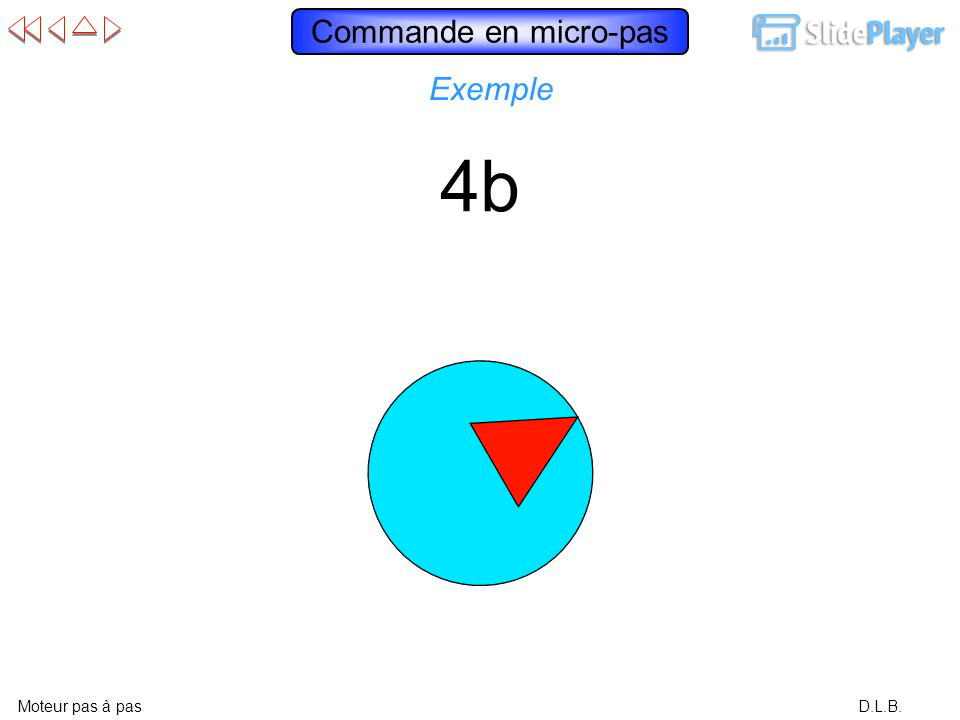 Commande en micro-pas
SlidePlayer
Exemple
4b
Moteur pas à pas
D.L.B.